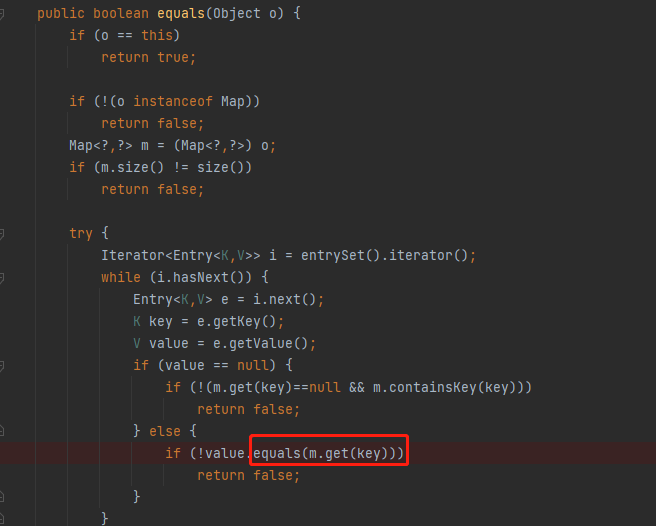 public boolean equals(Object o) {
if (o == this)
return true;
if (!(o instanceof Map))
return false;
Map<?,?> m = (Map<?,?>) o;
if (m.size() != size())
return false;
try {
Iterator<Entry<K,V>> i = entrySet().iterator();
while (i.hasNext()) {
Entry<K,V> e = i.next();
K key = e.getKey();
V value = e.getValue();
if (value == null) {
if (!(m.get(key)==null && m.containsKey(key)))
return false;
} else {
if (!value.equals(m.get(key)))
return false;
}
}